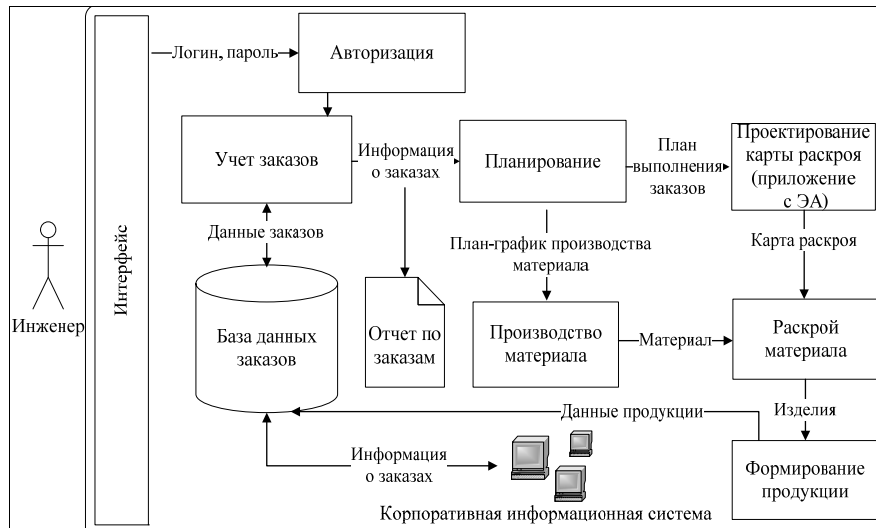 Логин, пароль
Авторизация
Учет заказов
Информация
о заказах
Планирование
План
выполнения
заказов
Проектирование
карты раскроя
(приложение
с ЭА)
Данные заказов
План-график производства
материала
Карта раскроя
Инженер
Интерфейс
База данных
заказов
Отчет по
заказам
Производство
материала
Материал
Раскрой
материала
Данные продукции
Изделия
Информация
о заказах
Формирование
продукции
Корпоративная информационная система